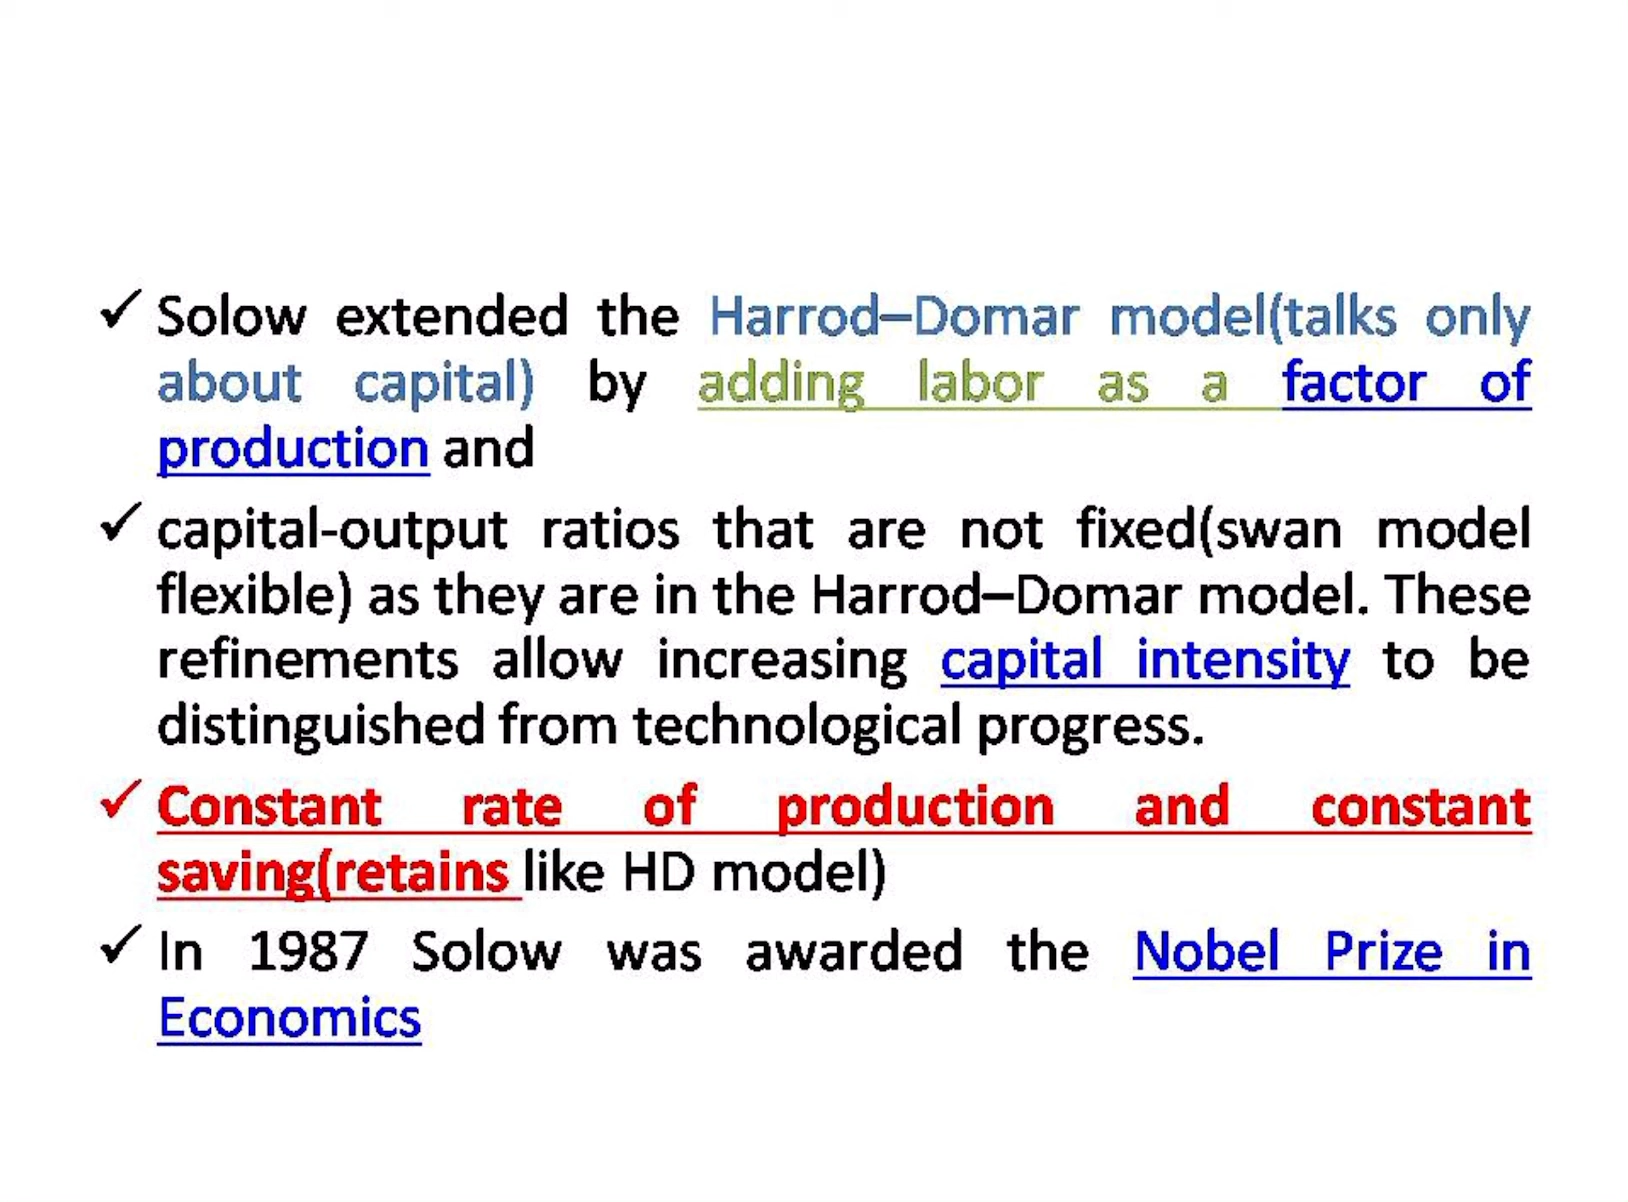 ✓ Solow extended the Harrod–Domar model(talks only
about capital) by adding labor as a factor of
production and
✓ capital-output ratios that are not fixed(swan model
flexible) as they are in the Harrod–Domar model. These
refinements allow increasing capital intensity to be
distinguished from technological progress.
✓ Constant rate of production and constant
saving(retains like HD model)
✓ In 1987 Solow was awarded the Nobel Prize in
Economics